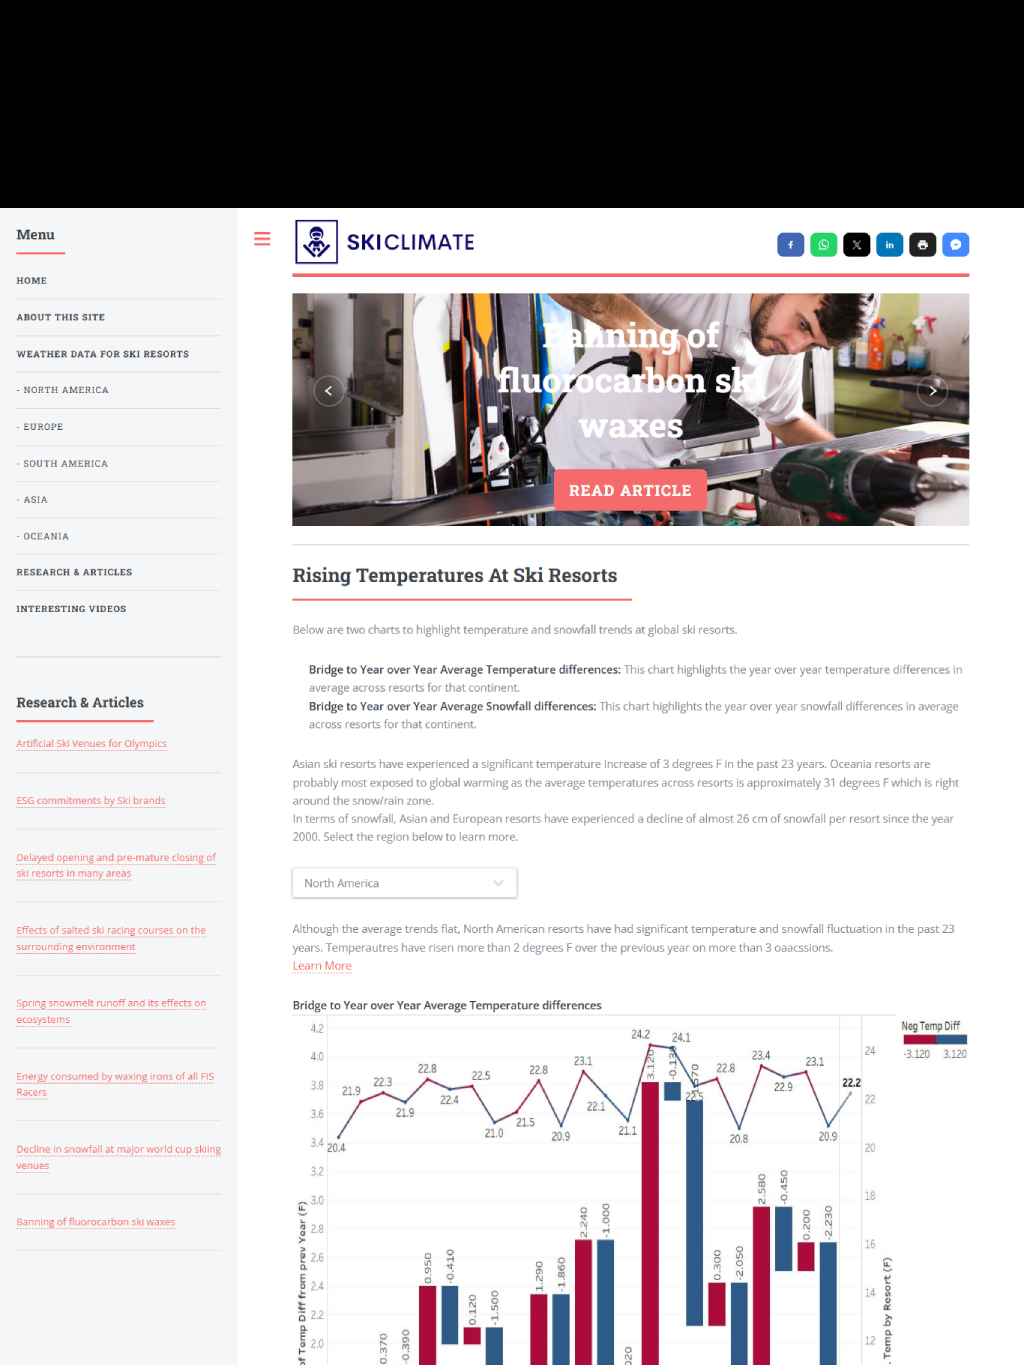 Menu
HOME
ABOUT THIS SITE
WEATHER DATA FOR SKI RESORTS
- NORTH AMERICA
- EUROPE
- SOUTH AMERICA
- ASIA
- OCEANIA
RESEARCH & ARTICLES
INTERESTING VIDEOS
Research & Articles
Artificial Ski Venues for Olympics
ESG commitments by Ski brands
Delayed opening and pre-mature closing of
ski resorts in many areas
Effects of salted ski racing courses on the
surrounding environment
Spring snowmelt runoff and its effects on
ecosystems
Energy consumed by waxing irons of all FIS
Racers
Decline in snowfall at major world cup skiing
venues
Banning of fluorocarbon ski waxes
SKICLIMATE
Banning of
fluorocarbon ski
waxes
READ ARTICLE
Rising Temperatures At Ski Resorts
Below are two charts to highlight temperature and snowfall trends at global ski resorts.
Bridge to Year over Year Average Temperature differences: This chart highlights the year over year temperature differences in
average across resorts for that continent.
Bridge to Year over Year Average Snowfall differences: This chart highlights the year over year snowfall differences in average
across resorts for that continent.
Asian ski resorts have experienced a significant temperature increase of 3 degrees F in the past 23 years. Oceania resorts are
probably most exposed to global warming as the average temperatures across resorts is approximately 31 degrees F which is right
around the snow/rain zone.
In terms of snowfall, Asian and European resorts have experienced a decline of almost 26 cm of snowfall per resort since the year
2000. Select the region below to learn more.
North America
Although the average trends flat, North American resorts have had significant temperature and snowfall fluctuation in the past 23
years. Temperautres have risen more than 2 degrees F over the previous year on more than 3 oaacssions.
Learn More
Bridge to Year over Year Average Temperature differences
Neg Temp Diff
-3.120 3.120
4.2
4.0
3.8
3.6
3.4
3.2
3.0
2.8
2.6
2.4
2.2
2.0
of Temp Diff from prev Year (F)
20.4
21.9
22.3
21.9
22.8
22.4
22.5
21.0
21.5
22.8
20.9
23.1
22.1
21.1
24.2
24.1
22.5
22.8
20.8
23.4
22.9
23.1
20.9
22.2
0.370
-0.390
0.950
-0.410
0.120
-1.500
1.290
-1.860
2.240
-1.000
3.120
0.300
-2.050
2.580
-0.450
0.200
-2.230
24
22
20
18
16
14
12
. Temp by Resort (F)